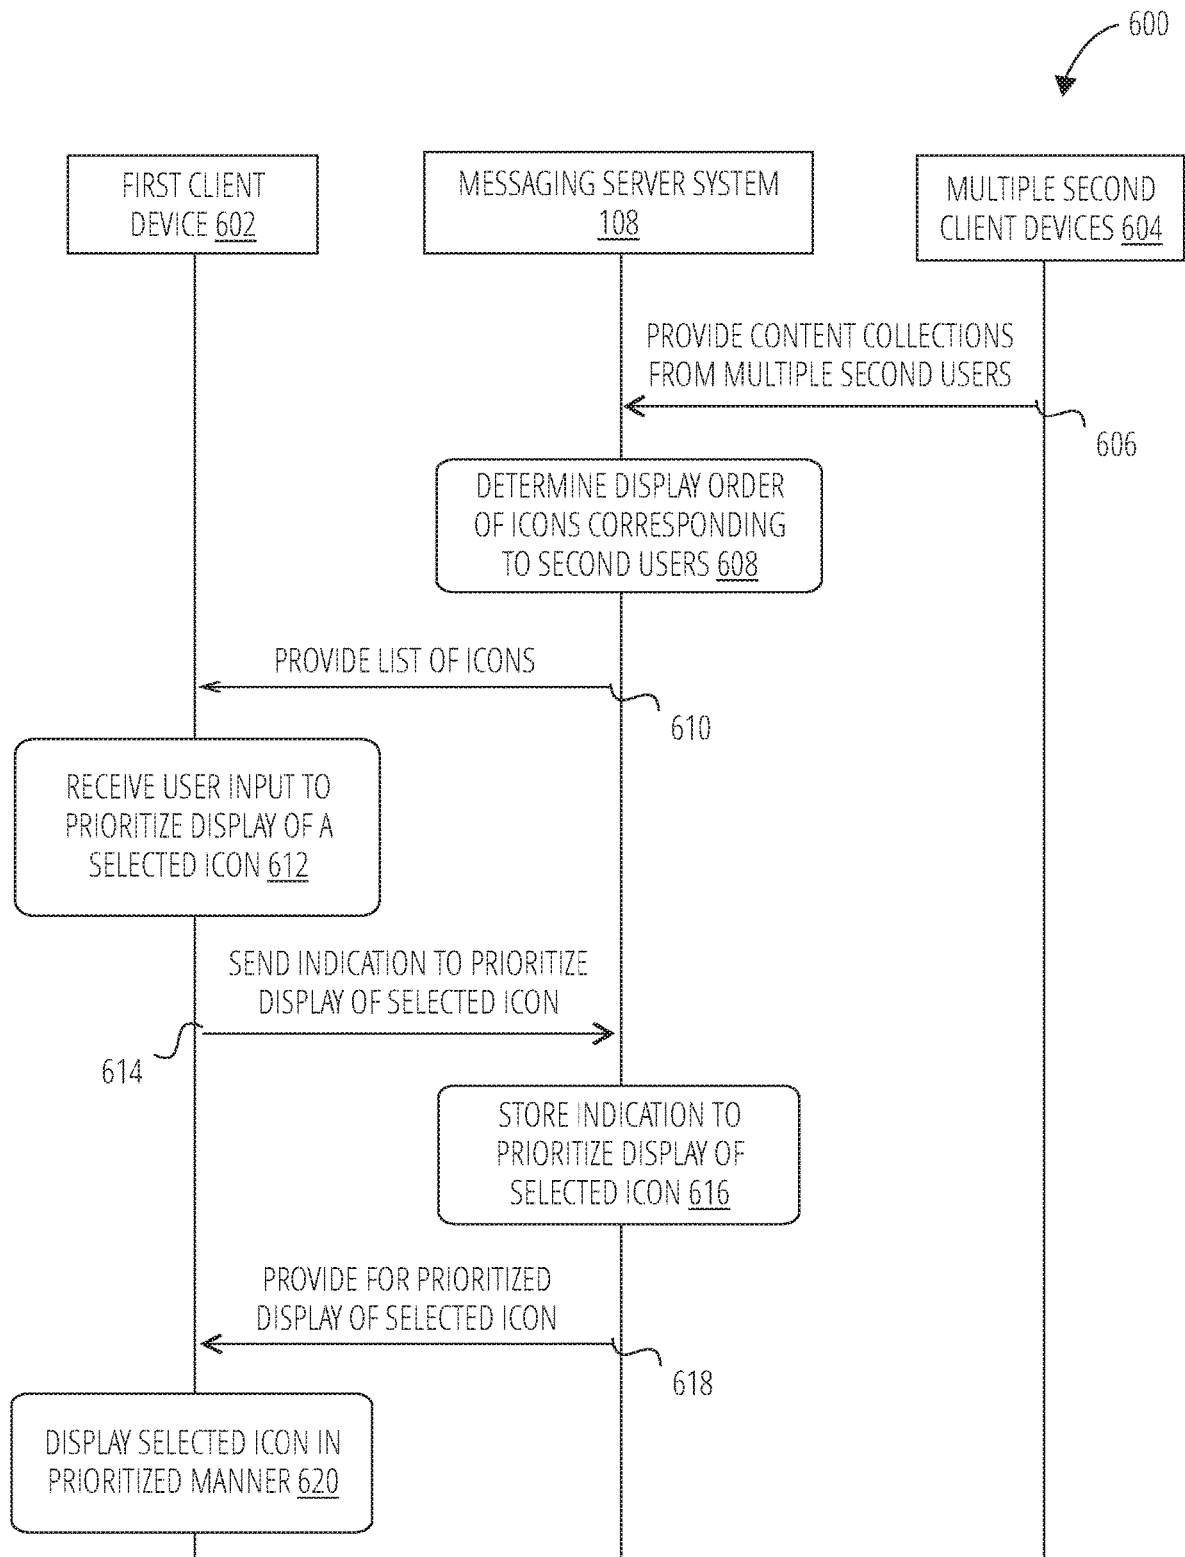 600
FIRST CLIENT
DEVICE 602
MESSAGING SERVER SYSTEM
108
MULTIPLE SECOND
CLIENT DEVICES 604
PROVIDE CONTENT COLLECTIONS
FROM MULTIPLE SECOND USERS
606
DETERMINE DISPLAY ORDER
OF ICONS CORRESPONDING
TO SECOND USERS 608
PROVIDE LIST OF ICONS
610
RECEIVE USER INPUT TO
PRIORITIZE DISPLAY OF A
SELECTED ICON 612
SEND INDICATION TO PRIORITIZE
DISPLAY OF SELECTED ICON
614
STORE INDICATION TO
PRIORITIZE DISPLAY OF
SELECTED ICON 616
PROVIDE FOR PRIORITIZED
DISPLAY OF SELECTED ICON
618
DISPLAY SELECTED ICON IN
PRIORITIZED MANNER 620